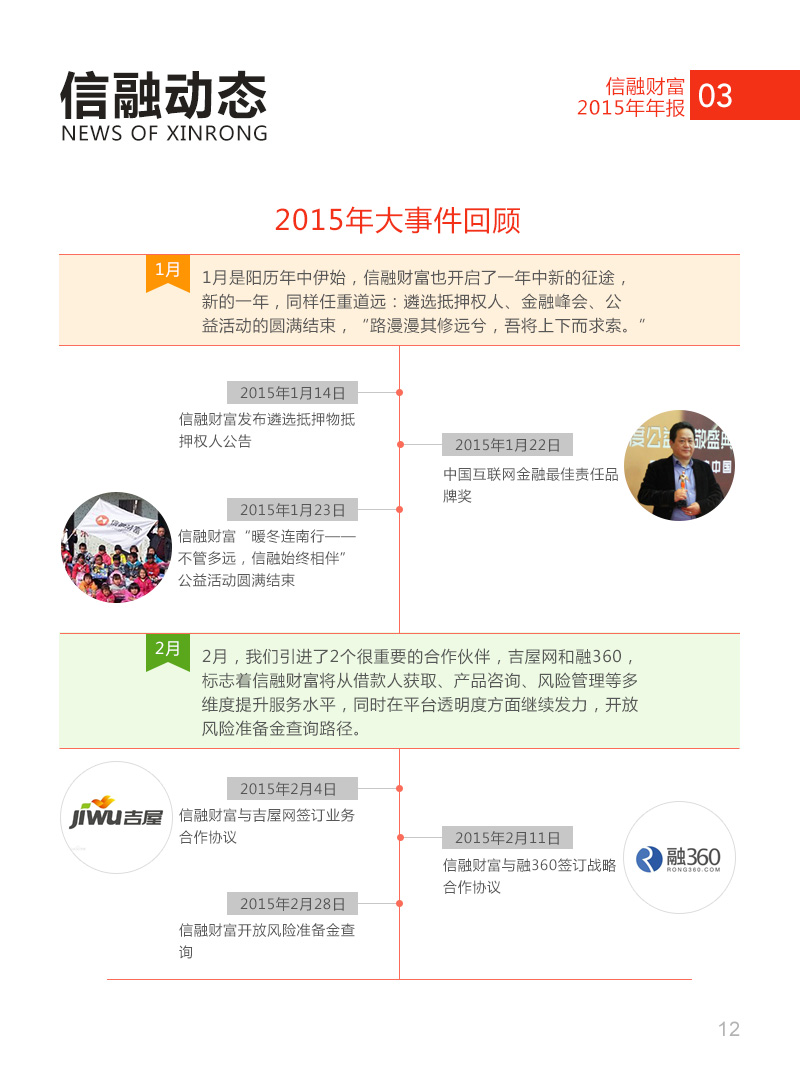 信融动态
NEWS OF XINRONG
信融财富
2015年年报
03
2015年大事件回顾
1月
1月是阳历年中伊始，信融财富也开启了一年中新的征途，
新的一年，同样任重道远：遴选抵押权人、金融峰会、公
益活动的圆满结束，“路漫漫其修远兮，吾将上下而求索。”
2015年1月14日
信融财富发布遴选抵押物抵
押权人公告
2015年1月22日
中国互联网金融最佳责任品
牌奖
公益
敬盛典
中国
2015年1月23日
信融财富“暖冬连南行——
不管多远，信融始终相伴”
公益活动圆满结束
信融财富
2月
2月，我们引进了2个很重要的合作伙伴，吉屋网和融360，
标志着信融财富将从借款人获取、产品咨询、风险管理等多
维度提升服务水平，同时在平台透明度方面继续发力，开放
风险准备金查询路径。
2015年2月4日
信融财富与吉屋网签订业务
合作协议
jiwu吉屋
2015年2月11日
信融财富与融360签订战略
合作协议
融360
RONG360.COM
2015年2月28日
信融财富开放风险准备金查
询
12